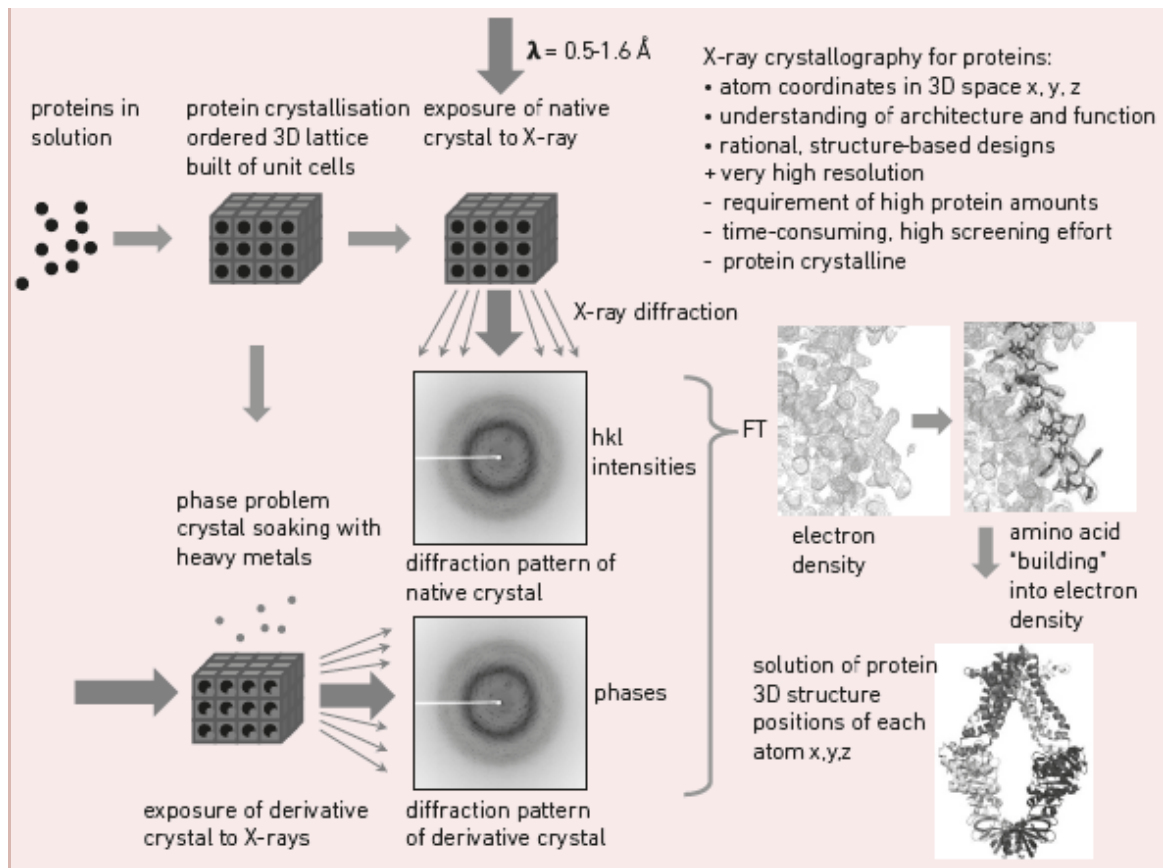 λ = 0.5-1.6 Å
proteins in
solution
protein crystallisation
ordered 3D lattice
built of unit cells
exposure of native
crystal to X-ray
X-ray crystallography for proteins:
• atom coordinates in 3D space x, y, z
• understanding of architecture and function
• rational, structure-based designs
+ very high resolution
- requirement of high protein amounts
- time-consuming, high screening effort
- protein crystalline
X-ray diffraction
hkl
intensities
FT
phase problem
crystal soaking with
heavy metals
diffraction pattern of
native crystal
electron
density
amino acid
"building"
into electron
density
phases
solution of protein
3D structure
positions of each
atom x,y,z
exposure of derivative
crystal to X-rays
diffraction pattern
of derivative crystal